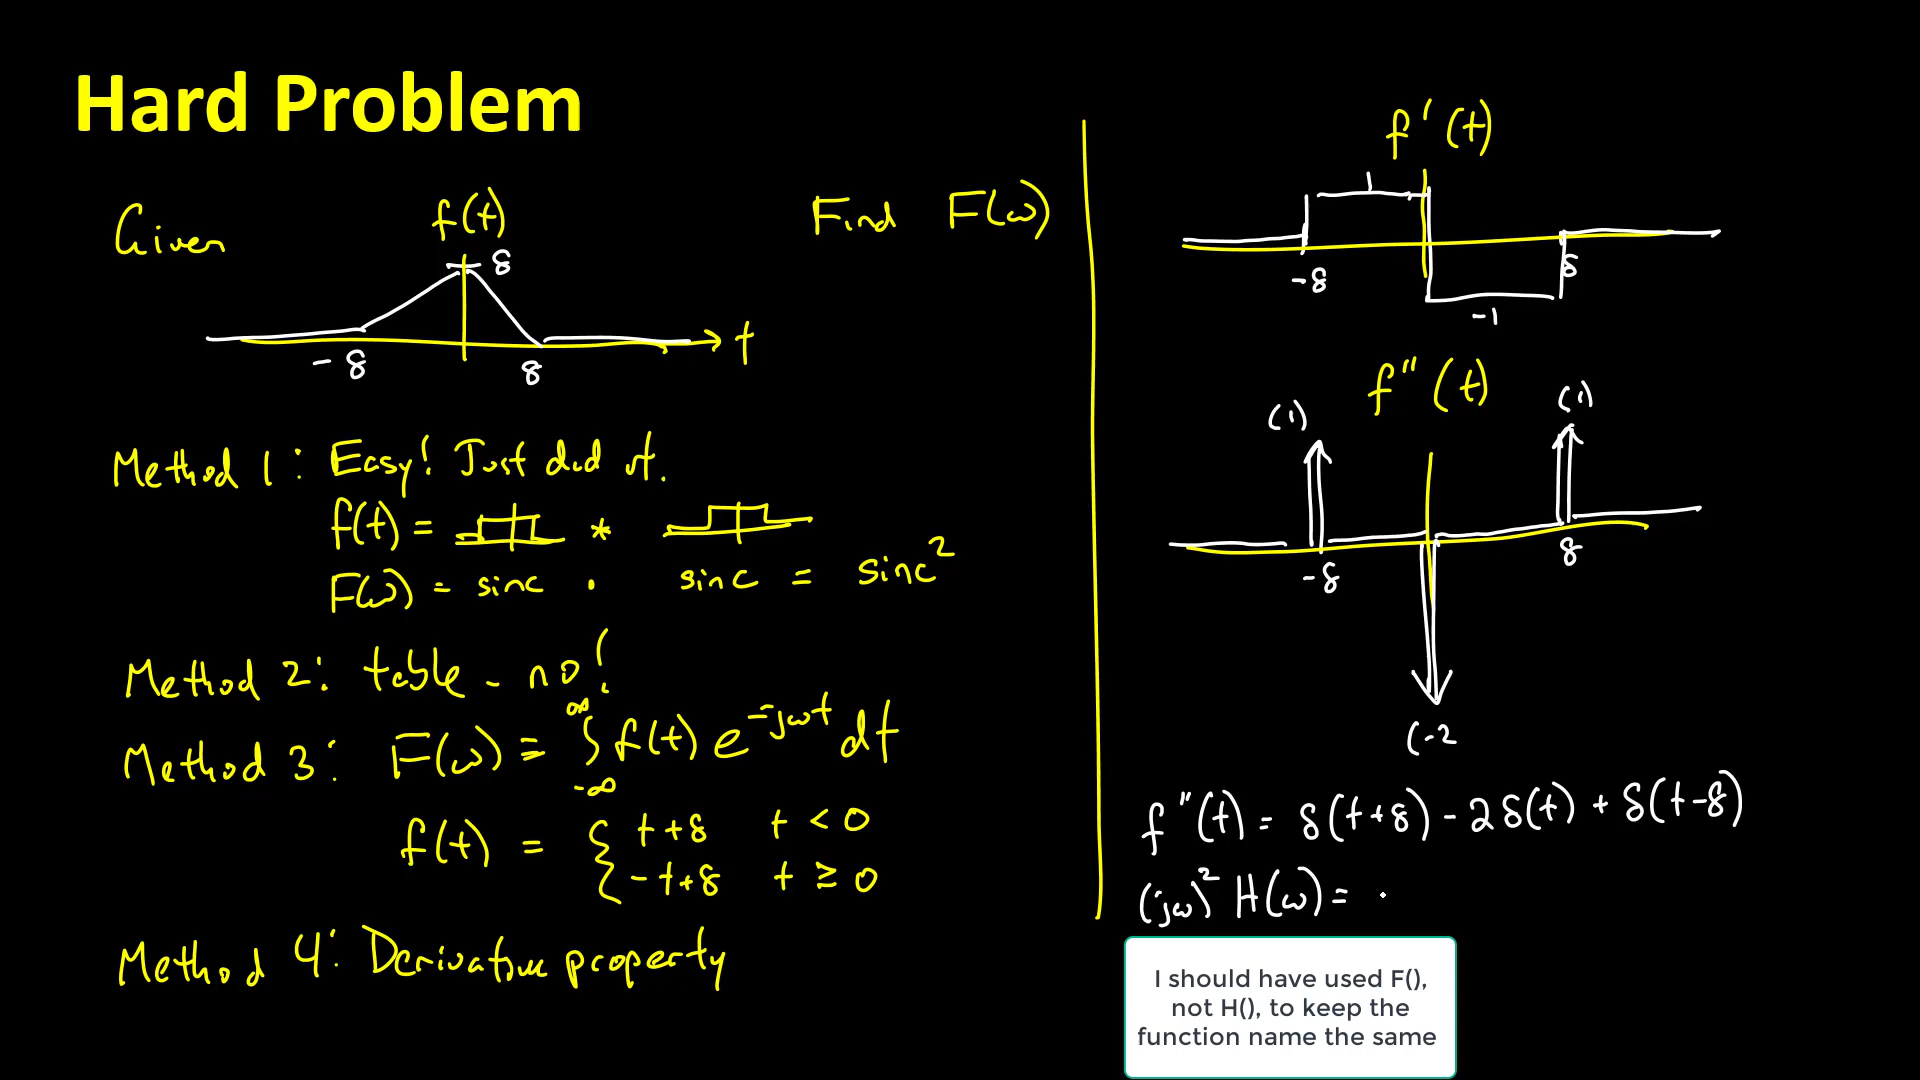 Hard Problem
Given
f(t)
Find F(ω)
8
-8
8
t
Method 1: Easy! Just did it.
f(t) = *
F(ω) = sinc · sinc = sinc²
Method 2: table - no!
Method 3: F(ω) = ∫_{-∞}^{∞} f(t) e^{-jωt} dt
f(t) = { t+8 t < 0
-t+8 t ≥ 0
Method 4: Derivative property
f'(t)
1
-8
8
-1
f''(t)
(1)
(1)
-8
8
(-2
f''(t) = δ(t+8) - 2δ(t) + δ(t-8)
(jω)² H(ω) =
I should have used F(),
not H(), to keep the
function name the same